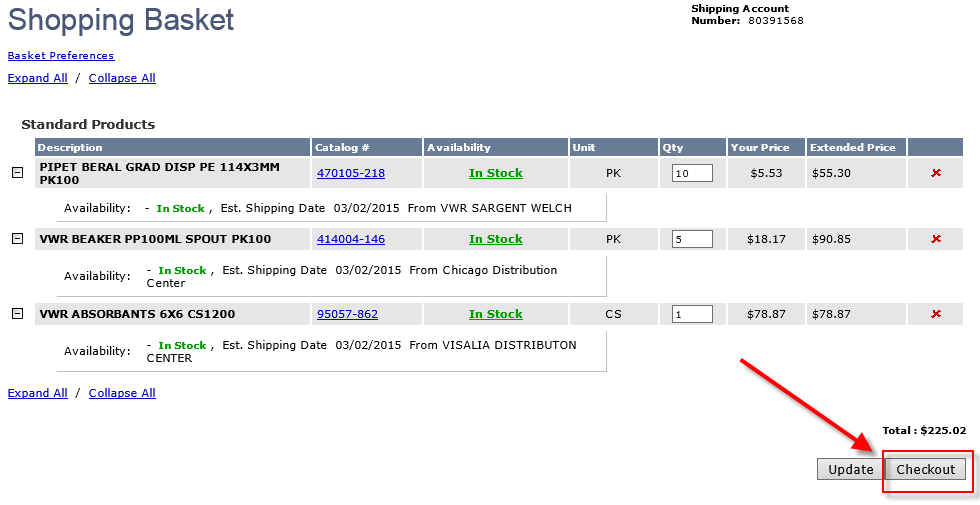 Shopping Basket
Shipping Account
Number: 80391568
Basket Preferences
Expand All / Collapse All
Standard Products
Description Catalog # Availability Unit Qty Your Price Extended Price
PIPET BERAL GRAD DISP PE 114X3MM
PK100 470105-218 In Stock PK 10 $5.53 $55.30
Availability: - In Stock , Est. Shipping Date 03/02/2015 From VWR SARGENT WELCH
VWR BEAKER PP100ML SPOUT PK100 414004-146 In Stock PK 5 $18.17 $90.85
Availability: - In Stock , Est. Shipping Date 03/02/2015 From Chicago Distribution
Center
VWR ABSORBANTS 6X6 CS1200 95057-862 In Stock CS 1 $78.87 $78.87
Availability: - In Stock , Est. Shipping Date 03/02/2015 From VISALIA DISTRIBUTON
CENTER
Expand All / Collapse All
Total : $225.02
Update Checkout